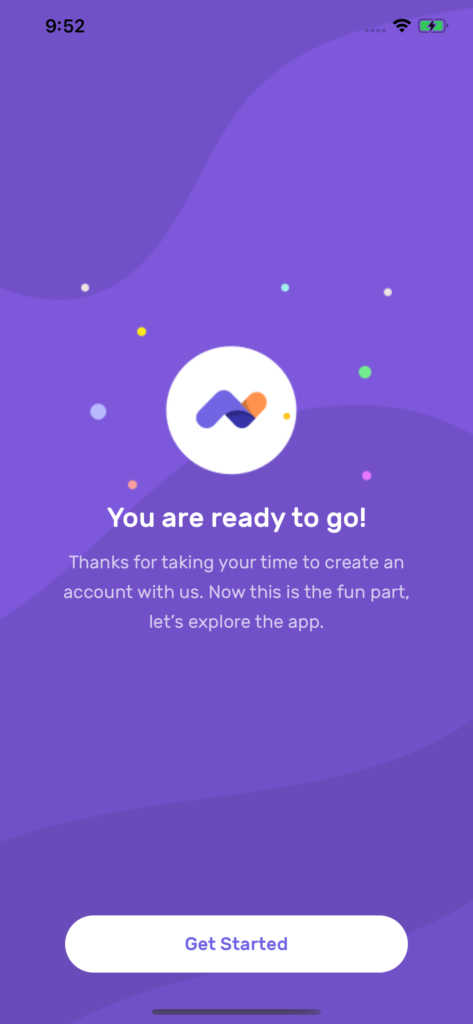 9:52
You are ready to go!
Thanks for taking your time to create an
account with us. Now this is the fun part,
let’s explore the app.
Get Started